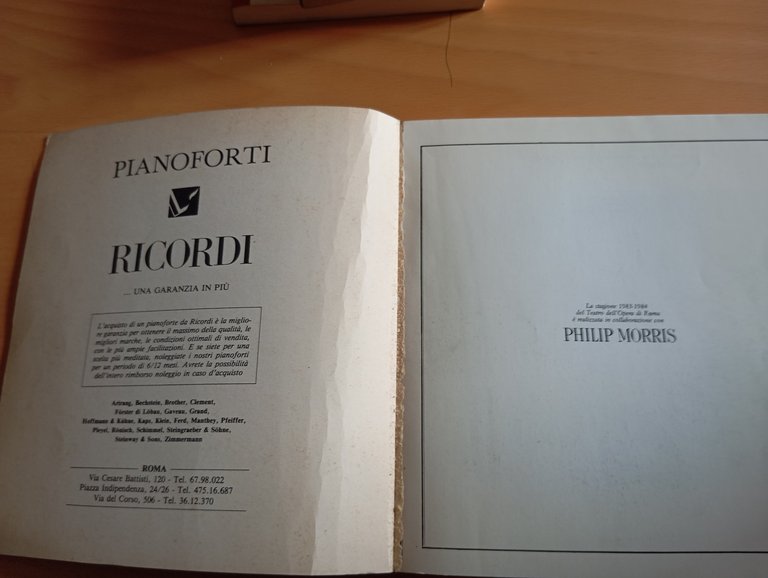 PIANOFORTI
RICORDI
... UNA GARANZIA IN PIÙ
L'acquisto di un pianoforte da Ricordi è la miglio-
re garanzia per ottenere il massimo della qualità, le
migliori marche, le condizioni ottimali di vendita,
con le più ampie facilitazioni. E se siete per una
scelta più meditata, noleggiate i nostri pianoforti
per un periodo di 6/12 mesi. Avrete la possibilità
dell'intero rimborso noleggio in caso d'acquisto
Artrang, Bechstein, Brother, Clement,
Förster di Löbau, Gaveau, Grand,
Hoffmann & Kühne, Kaps, Klein, Ferd, Manthey, Pfeiffer,
Pleyel, Rönisch, Schimmel, Steingraeber & Söhne,
Steinway & Sons, Zimmermann
ROMA
Via Cesare Battisti, 120 - Tel. 67.98.022
Piazza Indipendenza, 24/26 - Tel. 475.16.687
Via del Corso, 506 - Tel. 36.12.370
La stagione 1983-1984
del Teatro dell'Opera di Roma
è realizzata in collaborazione con
PHILIP MORRIS